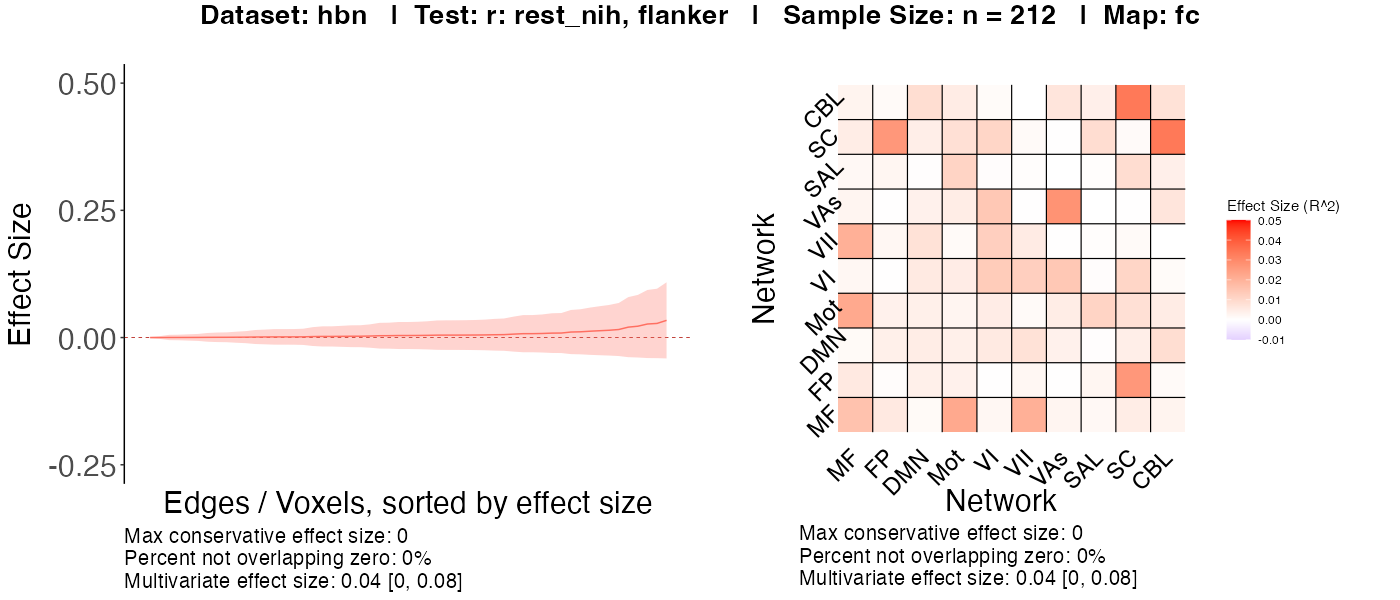 Dataset: hbn | Test: r: rest_nih, flanker | Sample Size: n = 212 | Map: fc
0.50
0.25
0.00
-0.25
Effect Size
Edges / Voxels, sorted by effect size
Max conservative effect size: 0
Percent not overlapping zero: 0%
Multivariate effect size: 0.04 [0, 0.08]
Network
CBL
SC
SAL
VAs
VII
VI
Mot
DMN
FP
MF
MF FP DMN Mot VI VII VAs SAL SC CBL
Network
Max conservative effect size: 0
Percent not overlapping zero: 0%
Multivariate effect size: 0.04 [0, 0.08]
Effect Size (R^2)
0.05
0.04
0.03
0.02
0.01
0.00
-0.01